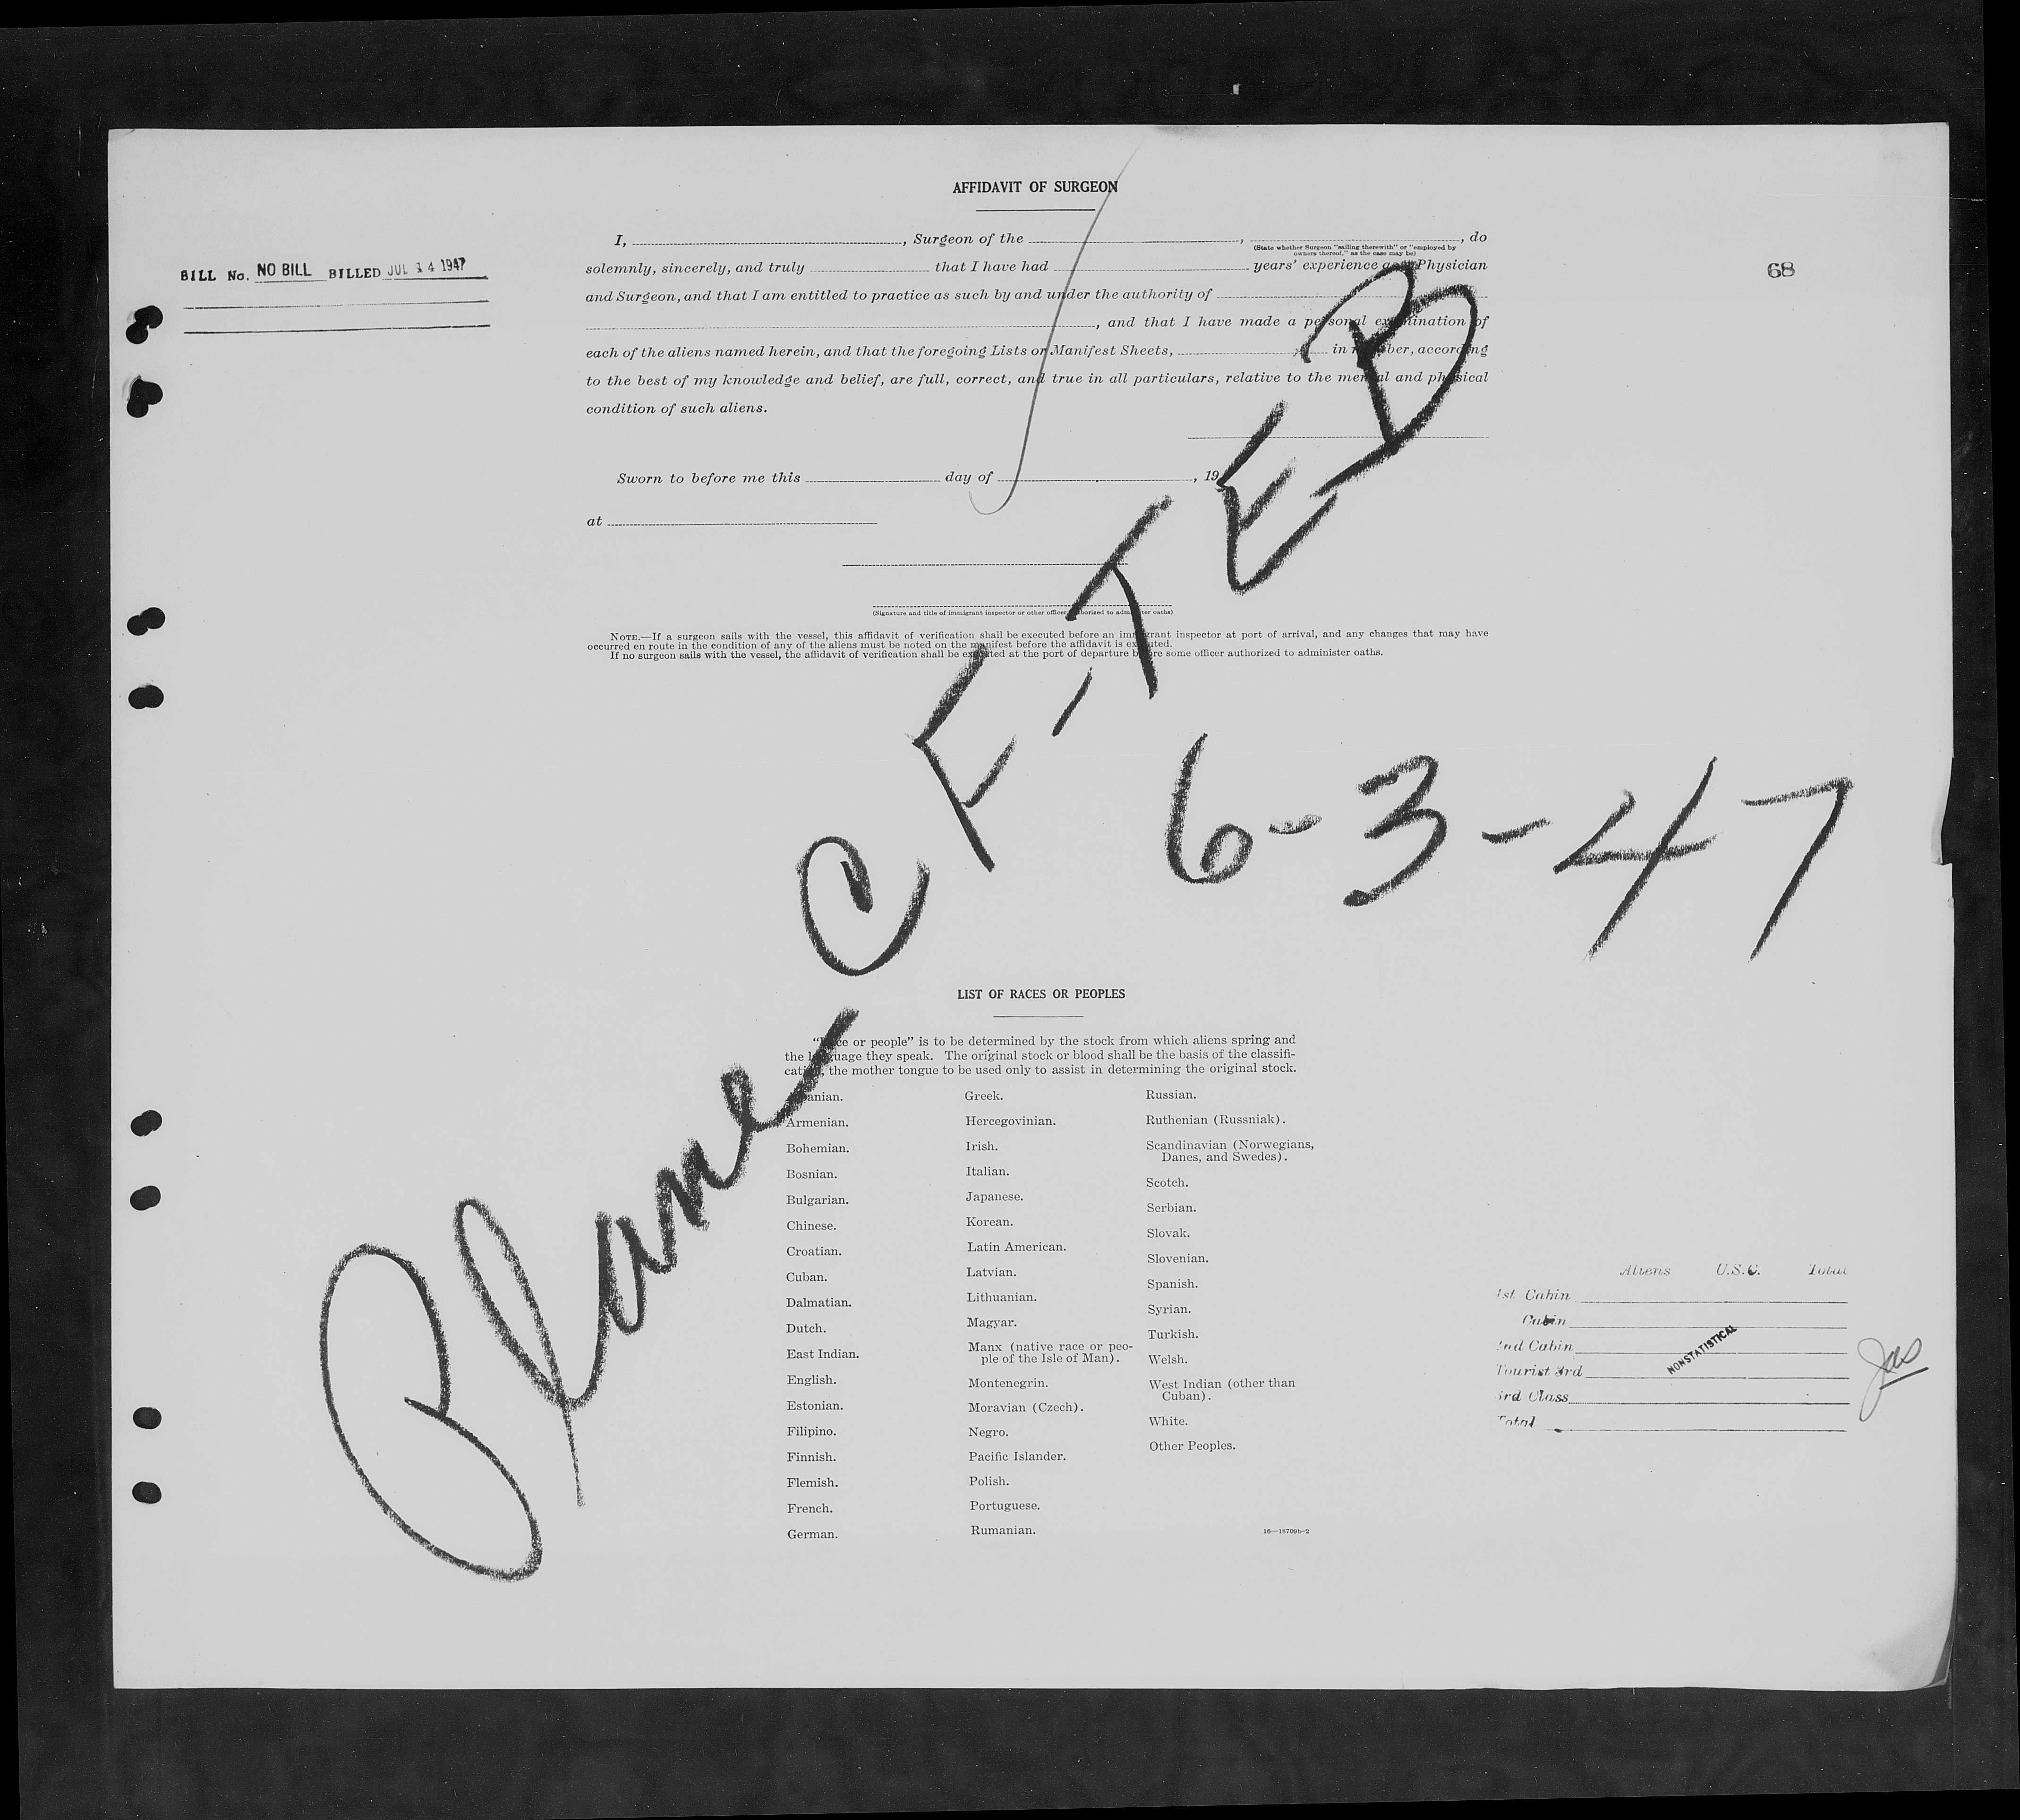 AFFIDAVIT OF SURGEON
I, , Surgeon of the , , do
(State whether Surgeon "sailing therewith" or "employed by
owners thereof," as the case may be)
solemnly, sincerely, and truly that I have had years' experience as a Physician
and Surgeon, and that I am entitled to practice as such by and under the authority of
, and that I have made a personal examination of
each of the aliens named herein, and that the foregoing Lists or Manifest Sheets, in number, according
to the best of my knowledge and belief, are full, correct, and true in all particulars, relative to the mental and physical
condition of such aliens.
BILL No. NO BILL BILLED JUL 14 1947
68
Sworn to before me this day of , 19
at
(Signature and title of immigrant inspector or other officer authorized to administer oaths)
NOTE.—If a surgeon sails with the vessel, this affidavit of verification shall be executed before an immigrant inspector at port of arrival, and any changes that may have
occurred en route in the condition of any of the aliens must be noted on the manifest before the affidavit is executed.
If no surgeon sails with the vessel, the affidavit of verification shall be executed at the port of departure before some officer authorized to administer oaths.
Plane CF-TEB
6-3-47
LIST OF RACES OR PEOPLES
"Race or people" is to be determined by the stock from which aliens spring and
the language they speak. The original stock or blood shall be the basis of the classifi-
cation, the mother tongue to be used only to assist in determining the original stock.
Albanian.
Armenian.
Bohemian.
Bosnian.
Bulgarian.
Chinese.
Croatian.
Cuban.
Dalmatian.
Dutch.
East Indian.
English.
Estonian.
Filipino.
Finnish.
Flemish.
French.
German.
Greek.
Hercegovinian.
Irish.
Italian.
Japanese.
Korean.
Latin American.
Latvian.
Lithuanian.
Magyar.
Manx (native race or peo-
ple of the Isle of Man).
Montenegrin.
Moravian (Czech).
Negro.
Pacific Islander.
Polish.
Portuguese.
Rumanian.
Russian.
Ruthenian (Russniak).
Scandinavian (Norwegians,
Danes, and Swedes).
Scotch.
Serbian.
Slovak.
Slovenian.
Spanish.
Syrian.
Turkish.
Welsh.
West Indian (other than
Cuban).
White.
Other Peoples.
16—18709b-2
Aliens U.S.C. Total
1st Cabin
Cabin
2nd Cabin
Tourist 3rd
3rd Class
Total
NONSTATISTICAL